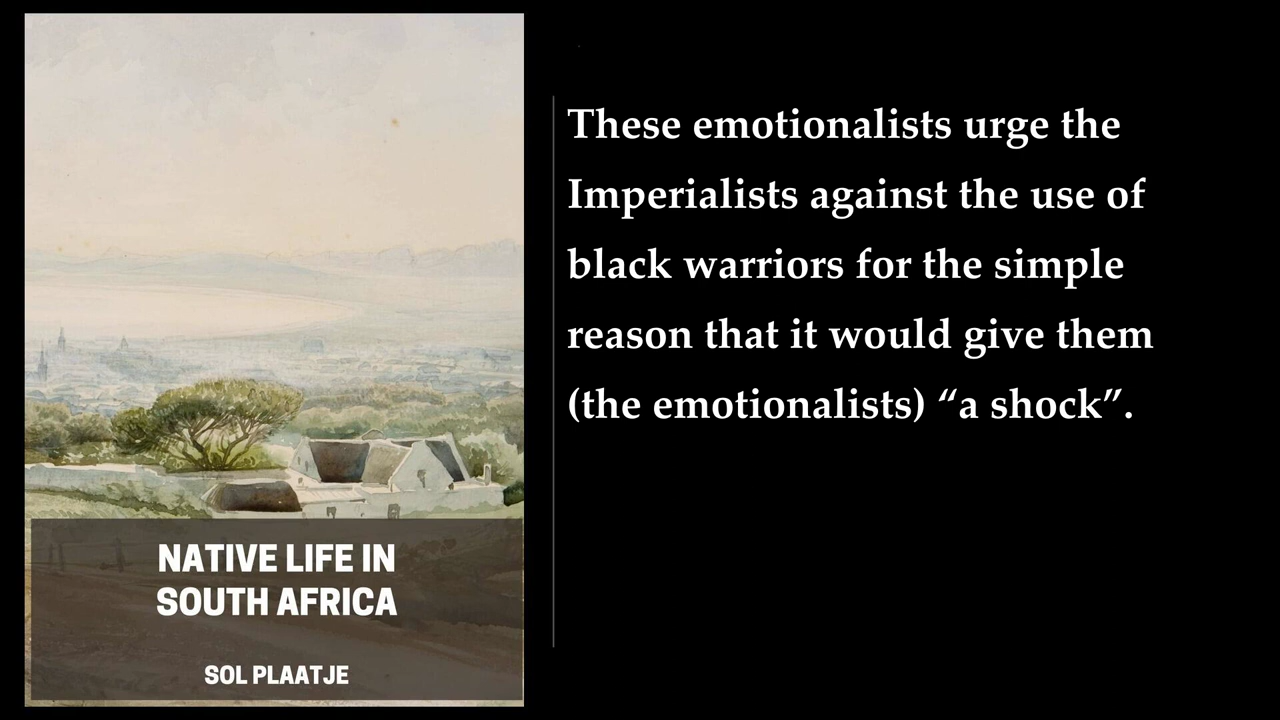 NATIVE LIFE IN
SOUTH AFRICA
SOL PLAATJE
These emotionalists urge the
Imperialists against the use of
black warriors for the simple
reason that it would give them
(the emotionalists) “a shock”.